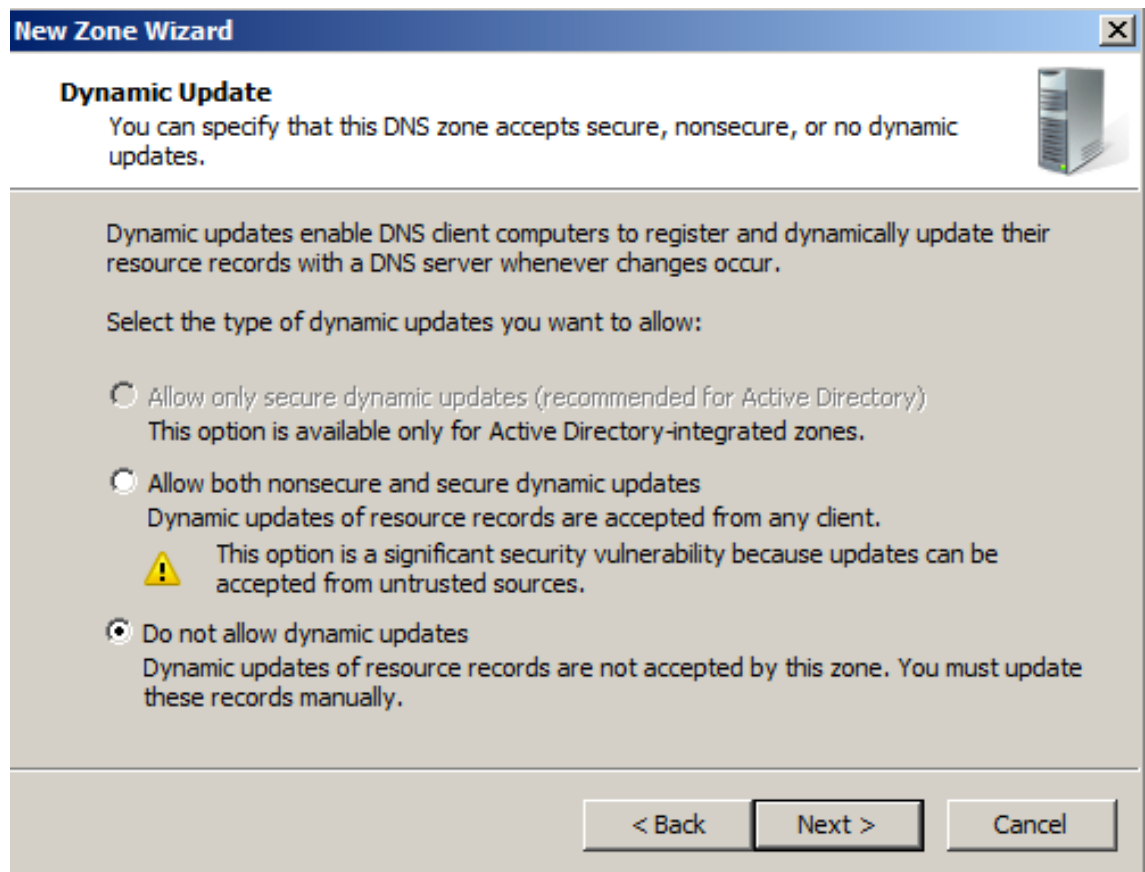 New Zone Wizard
Dynamic Update
You can specify that this DNS zone accepts secure, nonsecure, or no dynamic
updates.
Dynamic updates enable DNS client computers to register and dynamically update their
resource records with a DNS server whenever changes occur.
Select the type of dynamic updates you want to allow:
Allow only secure dynamic updates (recommended for Active Directory)
This option is available only for Active Directory-integrated zones.
Allow both nonsecure and secure dynamic updates
Dynamic updates of resource records are accepted from any client.
This option is a significant security vulnerability because updates can be
accepted from untrusted sources.
Do not allow dynamic updates
Dynamic updates of resource records are not accepted by this zone. You must update
these records manually.
< Back Next > Cancel